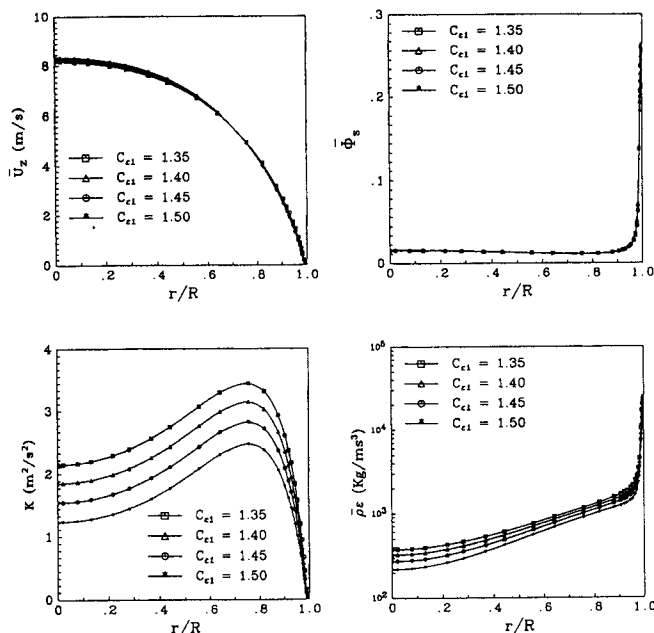 10
8
6
4
2
0
Ū_z (m/s)
C_ε1 = 1.35
C_ε1 = 1.40
C_ε1 = 1.45
C_ε1 = 1.50
0 .2 .4 .6 .8 1.0
r/R
.3
.2
.1
0
Φ̄_s
C_ε1 = 1.35
C_ε1 = 1.40
C_ε1 = 1.45
C_ε1 = 1.50
0 .2 .4 .6 .8 1.0
r/R
4
3
2
1
0
K (m²/s²)
C_ε1 = 1.35
C_ε1 = 1.40
C_ε1 = 1.45
C_ε1 = 1.50
0 .2 .4 .6 .8 1.0
r/R
10⁵
10⁴
10³
10²
ρ̄ε (Kg/ms³)
C_ε1 = 1.35
C_ε1 = 1.40
C_ε1 = 1.45
C_ε1 = 1.50
0 .2 .4 .6 .8 1.0
r/R